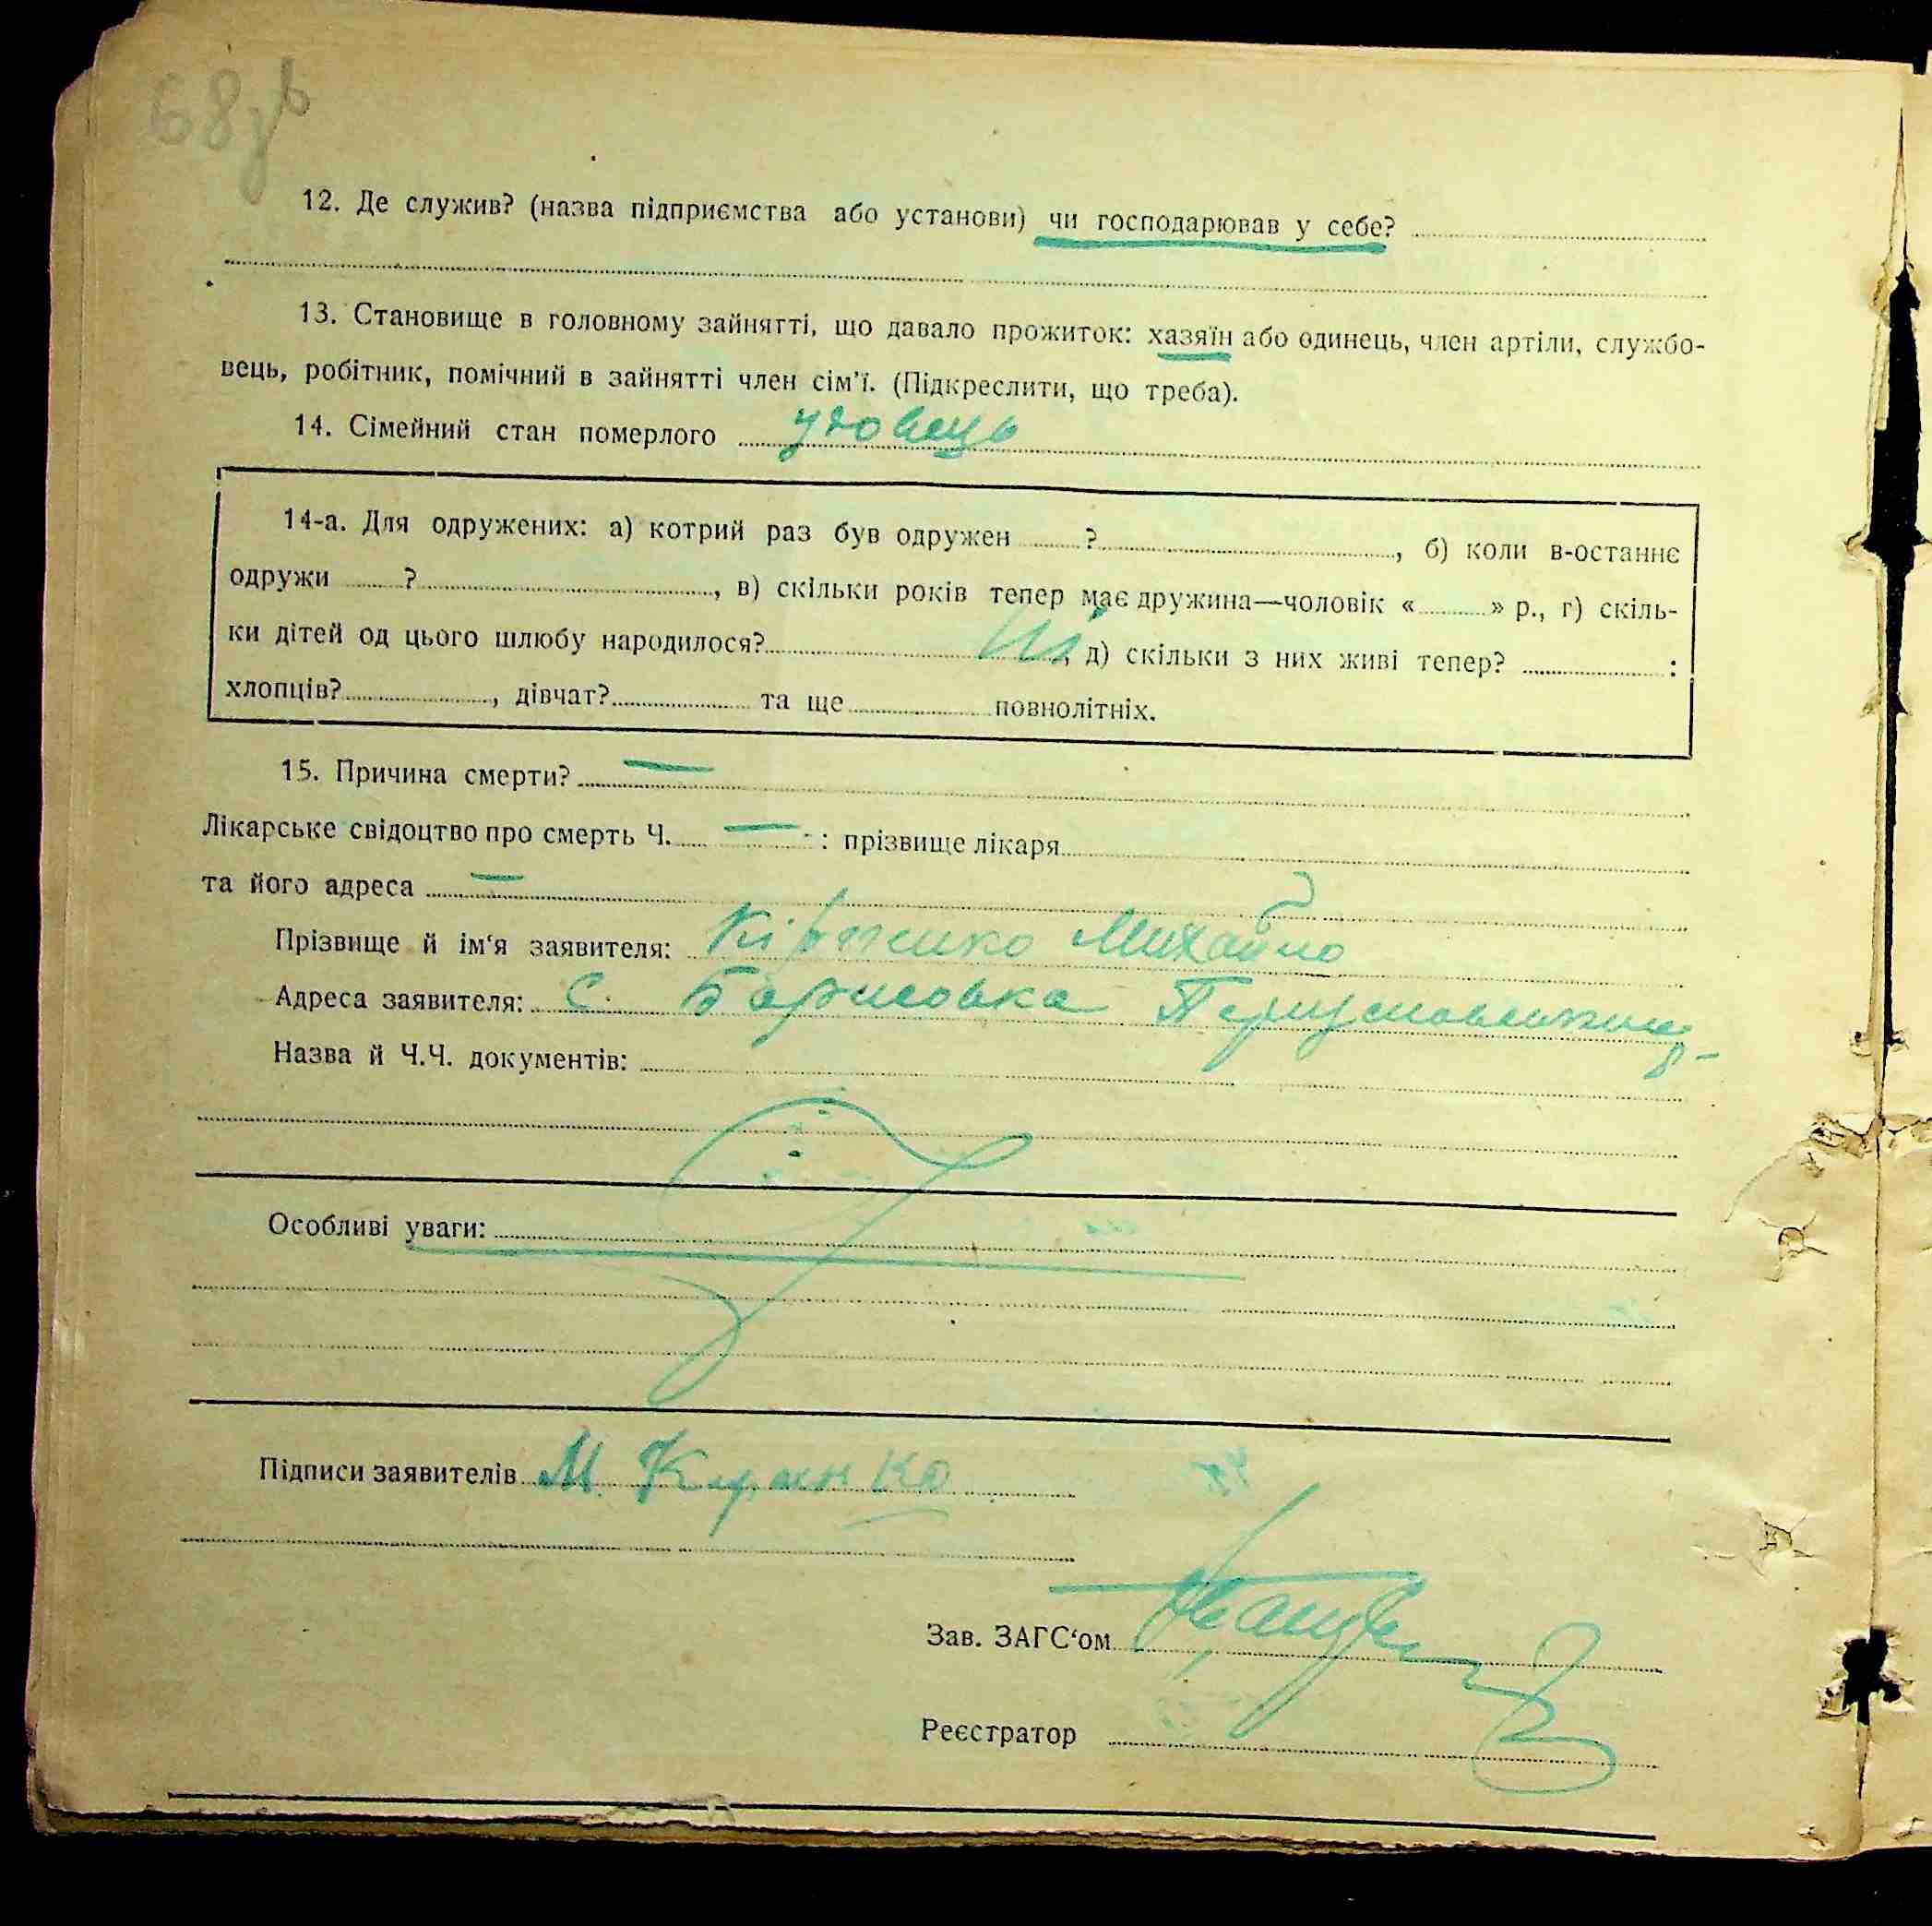 68зв
12. Де служив? (назва підприємства або установи) чи господарював у себе?
13. Становище в головному зайнятті, що давало прожиток: хазяїн або одинець, член артіли, службо-
вець, робітник, помічний в зайнятті член сім'ї. (Підкреслити, що треба).
14. Сімейний стан померлого удовець
14-а. Для одружених: а) котрий раз був одружен ? , б) коли в-останнє
одружи ? , в) скільки років тепер має дружина—чоловік « » р., г) скіль-
ки дітей од цього шлюбу народилося? , д) скільки з них живі тепер? :
хлопців? , дівчат? та ще повнолітніх.
15. Причина смерти? —
Лікарське свідоцтво про смерть Ч. — : прізвище лікаря
та його адреса —
Прізвище й ім'я заявителя: Михайло
Адреса заявителя: с. Борисовка
Назва й Ч.Ч. документів:
Особливі уваги:
Підписи заявителів М.
Зав. ЗАГС'ом
Реєстратор